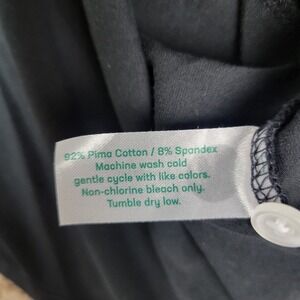 92% Pima Cotton / 8% Spandex
Machine wash cold
gentle cycle with like colors.
Non-chlorine bleach only.
Tumble dry low.